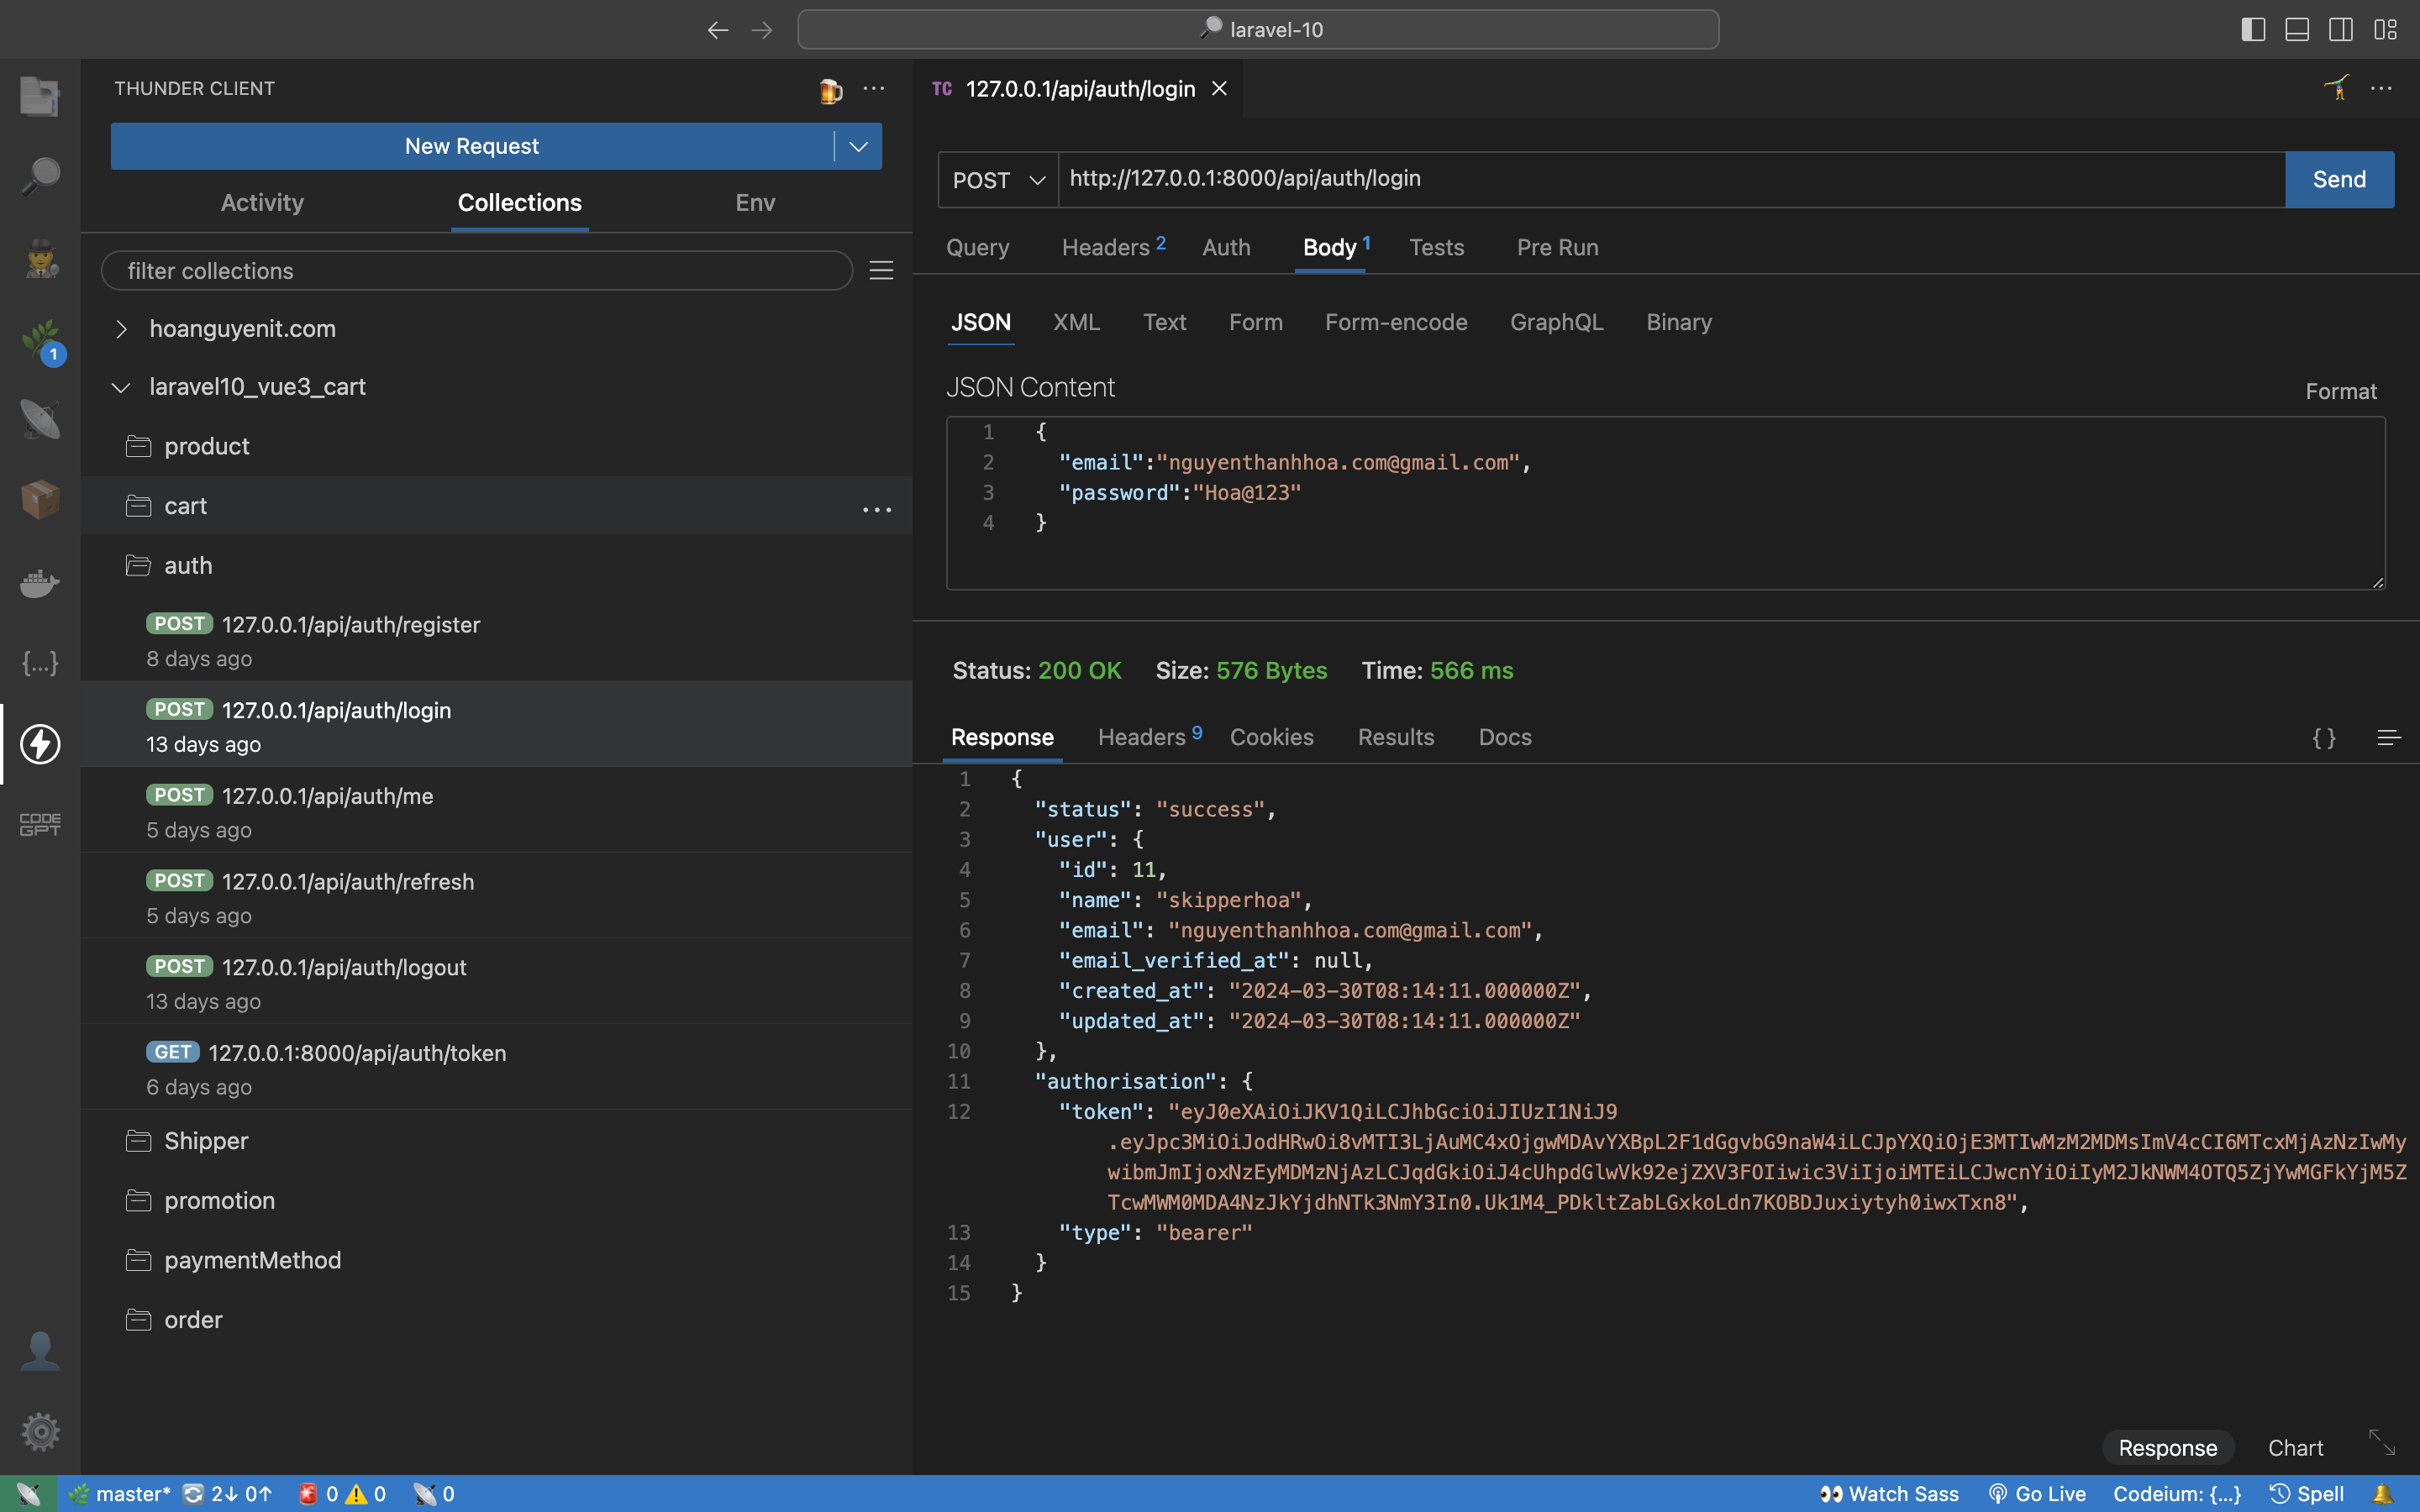 laravel-10
THUNDER CLIENT
New Request
Activity
Collections
Env
filter collections
hoanguyenit.com
laravel10_vue3_cart
product
cart
auth
POST 127.0.0.1/api/auth/register
8 days ago
POST 127.0.0.1/api/auth/login
13 days ago
POST 127.0.0.1/api/auth/me
5 days ago
POST 127.0.0.1/api/auth/refresh
5 days ago
POST 127.0.0.1/api/auth/logout
13 days ago
GET 127.0.0.1:8000/api/auth/token
6 days ago
Shipper
promotion
paymentMethod
order
1
{...}
CODE
GPT
TC 127.0.0.1/api/auth/login
POST http://127.0.0.1:8000/api/auth/login Send
Query Headers 2 Auth Body 1 Tests Pre Run
JSON XML Text Form Form-encode GraphQL Binary
JSON Content
Format
1 {
2 "email":"nguyenthanhhoa.com@gmail.com",
3 "password":"Hoa@123"
4 }
Status: 200 OK Size: 576 Bytes Time: 566 ms
Response Headers 9 Cookies Results Docs { }
1 {
2 "status": "success",
3 "user": {
4 "id": 11,
5 "name": "skipperhoa",
6 "email": "nguyenthanhhoa.com@gmail.com",
7 "email_verified_at": null,
8 "created_at": "2024-03-30T08:14:11.000000Z",
9 "updated_at": "2024-03-30T08:14:11.000000Z"
10 },
11 "authorisation": {
12 "token": "eyJ0eXAiOiJKV1QiLCJhbGciOiJIUzI1NiJ9
.eyJpc3MiOiJodHRwOi8vMTI3LjAuMC4xOjgwMDAvYXBpL2F1dGgvbG9naW4iLCJpYXQiOjE3MTIwMzM2MDMsImV4cCI6MTcxMjAzNzIwMy
wibmJmIjoxNzEyMDMzNjAzLCJqdGkiOiJ4cUhpdGlwVk92ejZXV3FOIiwic3ViIjoiMTEiLCJwcnYiOiIyM2JkNWM4OTQ5ZjYwMGFkYjM5Z
TcwMWM0MDA4NzJkYjdhNTk3NmY3In0.Uk1M4_PDkltZabLGxkoLdn7KOBDJuxiytyh0iwxTxn8",
13 "type": "bearer"
14 }
15 }
Response Chart
master* 2↓ 0↑ 0 0 0
Watch Sass Go Live Codeium: {...} Spell